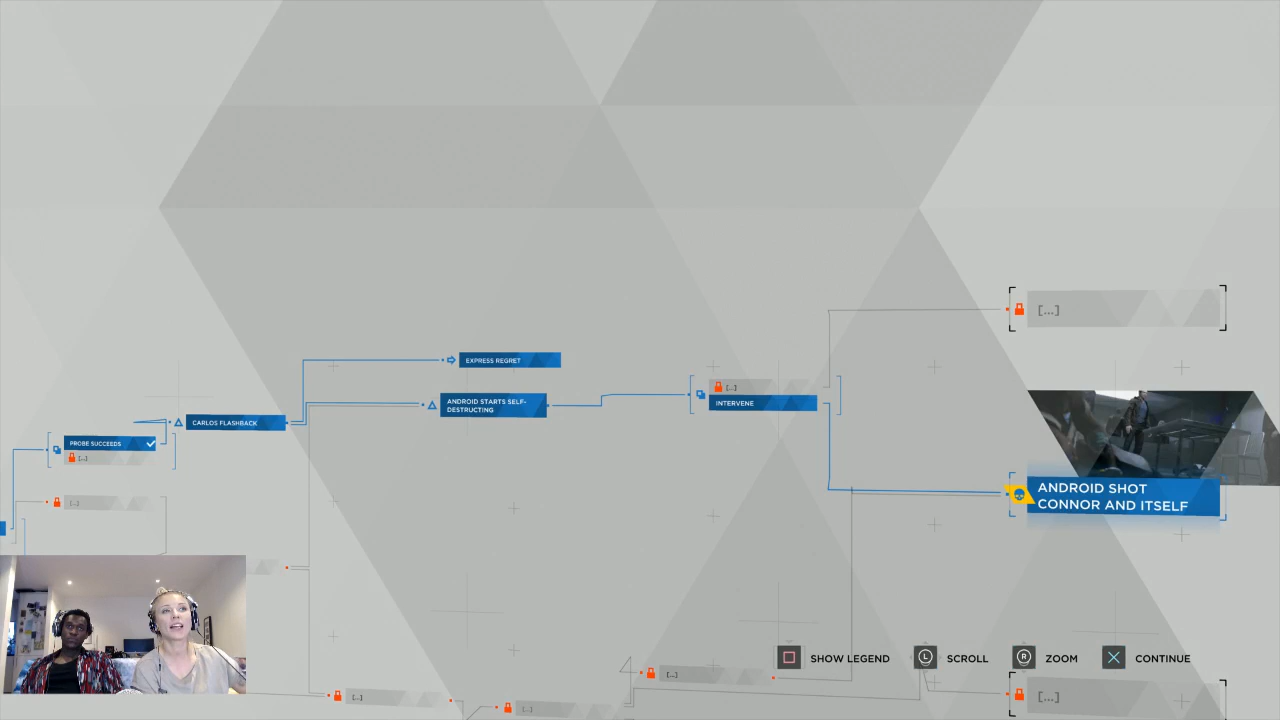 [...]
EXPRESS REGRET
[...]
ANDROID STARTS SELF-
DESTRUCTING
INTERVENE
CARLOS FLASHBACK
PROBE SUCCEEDS
[...]
ANDROID SHOT
CONNOR AND ITSELF
[...]
SHOW LEGEND
L SCROLL
R ZOOM
CONTINUE
[...]
[...]
[...]
[...]